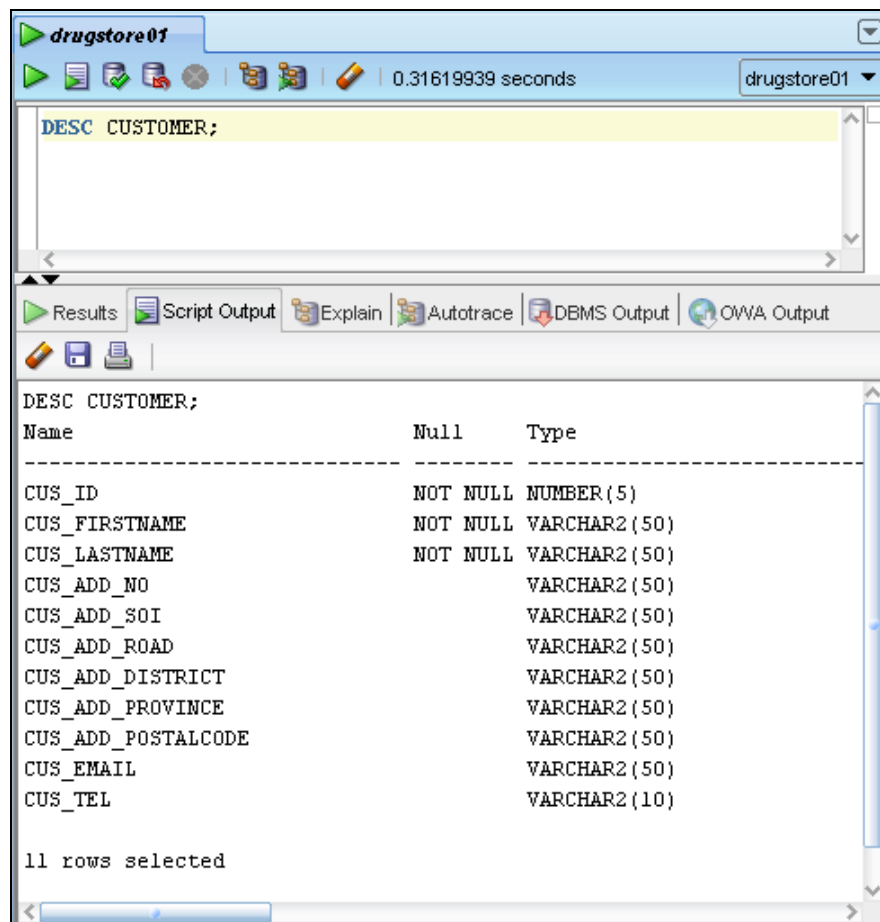 drugstore01
0.31619939 seconds drugstore01
DESC CUSTOMER;
Results Script Output Explain Autotrace DBMS Output OWA Output
DESC CUSTOMER;
Name Null Type
------------------------------ -------- ---------------------------
CUS_ID NOT NULL NUMBER(5)
CUS_FIRSTNAME NOT NULL VARCHAR2(50)
CUS_LASTNAME NOT NULL VARCHAR2(50)
CUS_ADD_NO VARCHAR2(50)
CUS_ADD_SOI VARCHAR2(50)
CUS_ADD_ROAD VARCHAR2(50)
CUS_ADD_DISTRICT VARCHAR2(50)
CUS_ADD_PROVINCE VARCHAR2(50)
CUS_ADD_POSTALCODE VARCHAR2(50)
CUS_EMAIL VARCHAR2(50)
CUS_TEL VARCHAR2(10)
11 rows selected